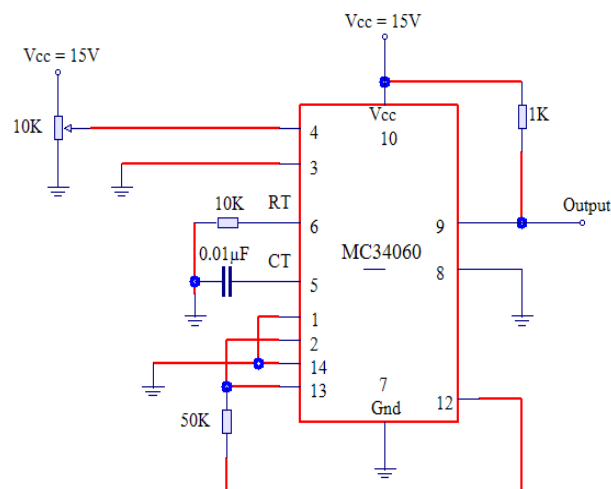 Vcc = 15V
Vcc = 15V
10K
4
Vcc
10
1K
3
10K
RT
6
9
Output
0.01µF
CT
5
MC34060
8
1
2
14
13
7
Gnd
12
50K